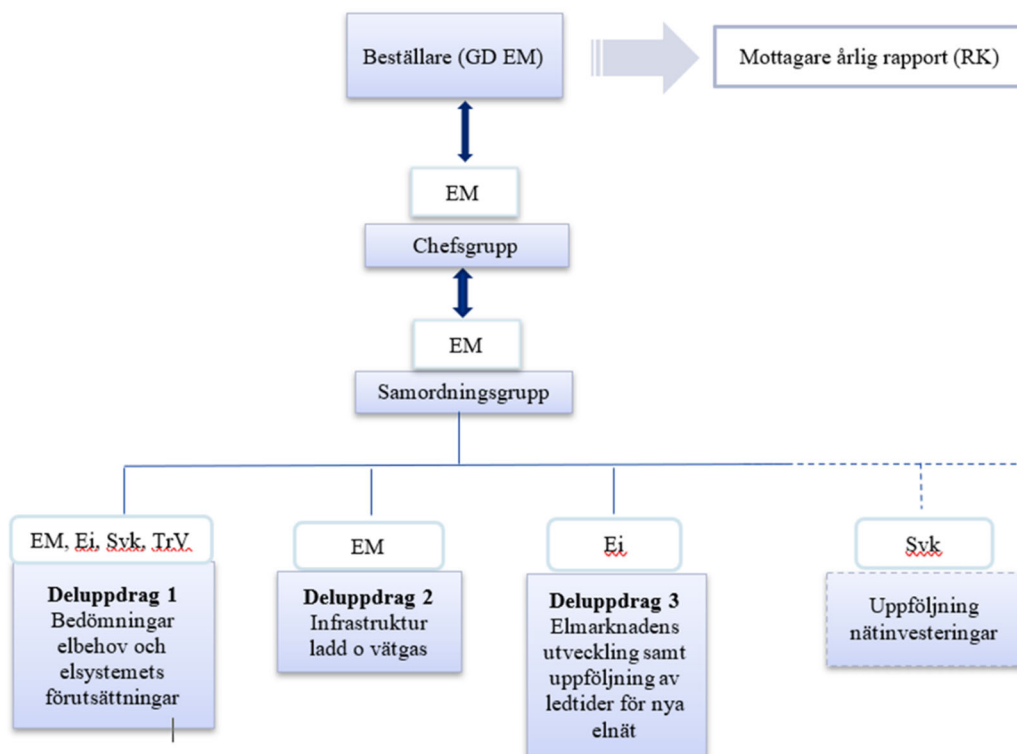 Beställare (GD EM)
Mottagare årlig rapport (RK)
EM
Chefsgrupp
EM
Samordningsgrupp
EM, Ei, Svk, TrV
Deluppdrag 1
Bedömningar
elbehov och
elsystemets
förutsättningar
EM
Deluppdrag 2
Infrastruktur
ladd o vätgas
Ei
Deluppdrag 3
Elmarknadens
utveckling samt
uppföljning av
ledtider för nya
elnät
Svk
Uppföljning
nätinvesteringar